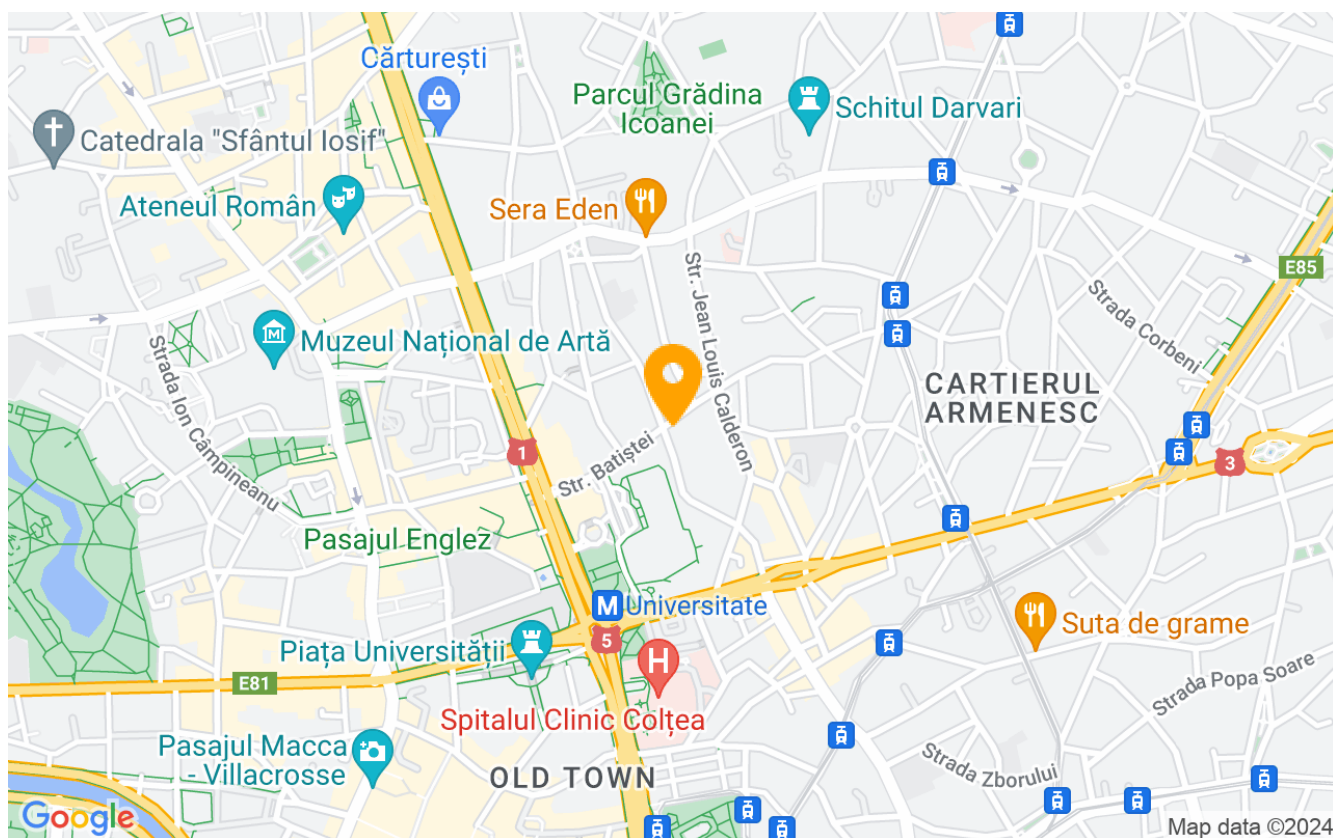 Cărturești
Parcul Grădina
Icoanei
Schitul Darvari
Catedrala "Sfântul Iosif"
Ateneul Român
Sera Eden
E85
Str. Jean Louis Calderon
Strada Corbeni
Muzeul Național de Artă
Strada Ion Câmpineanu
CARTIERUL
ARMENESC
1
Str. Batiștei
3
Pasajul Englez
M
Universitate
5
Piața Universității
Suta de grame
H
E81
Strada Popa Soare
Spitalul Clinic Colțea
Pasajul Macca
- Villacrosse
OLD TOWN
Strada Zborului
Google
Map data ©2024